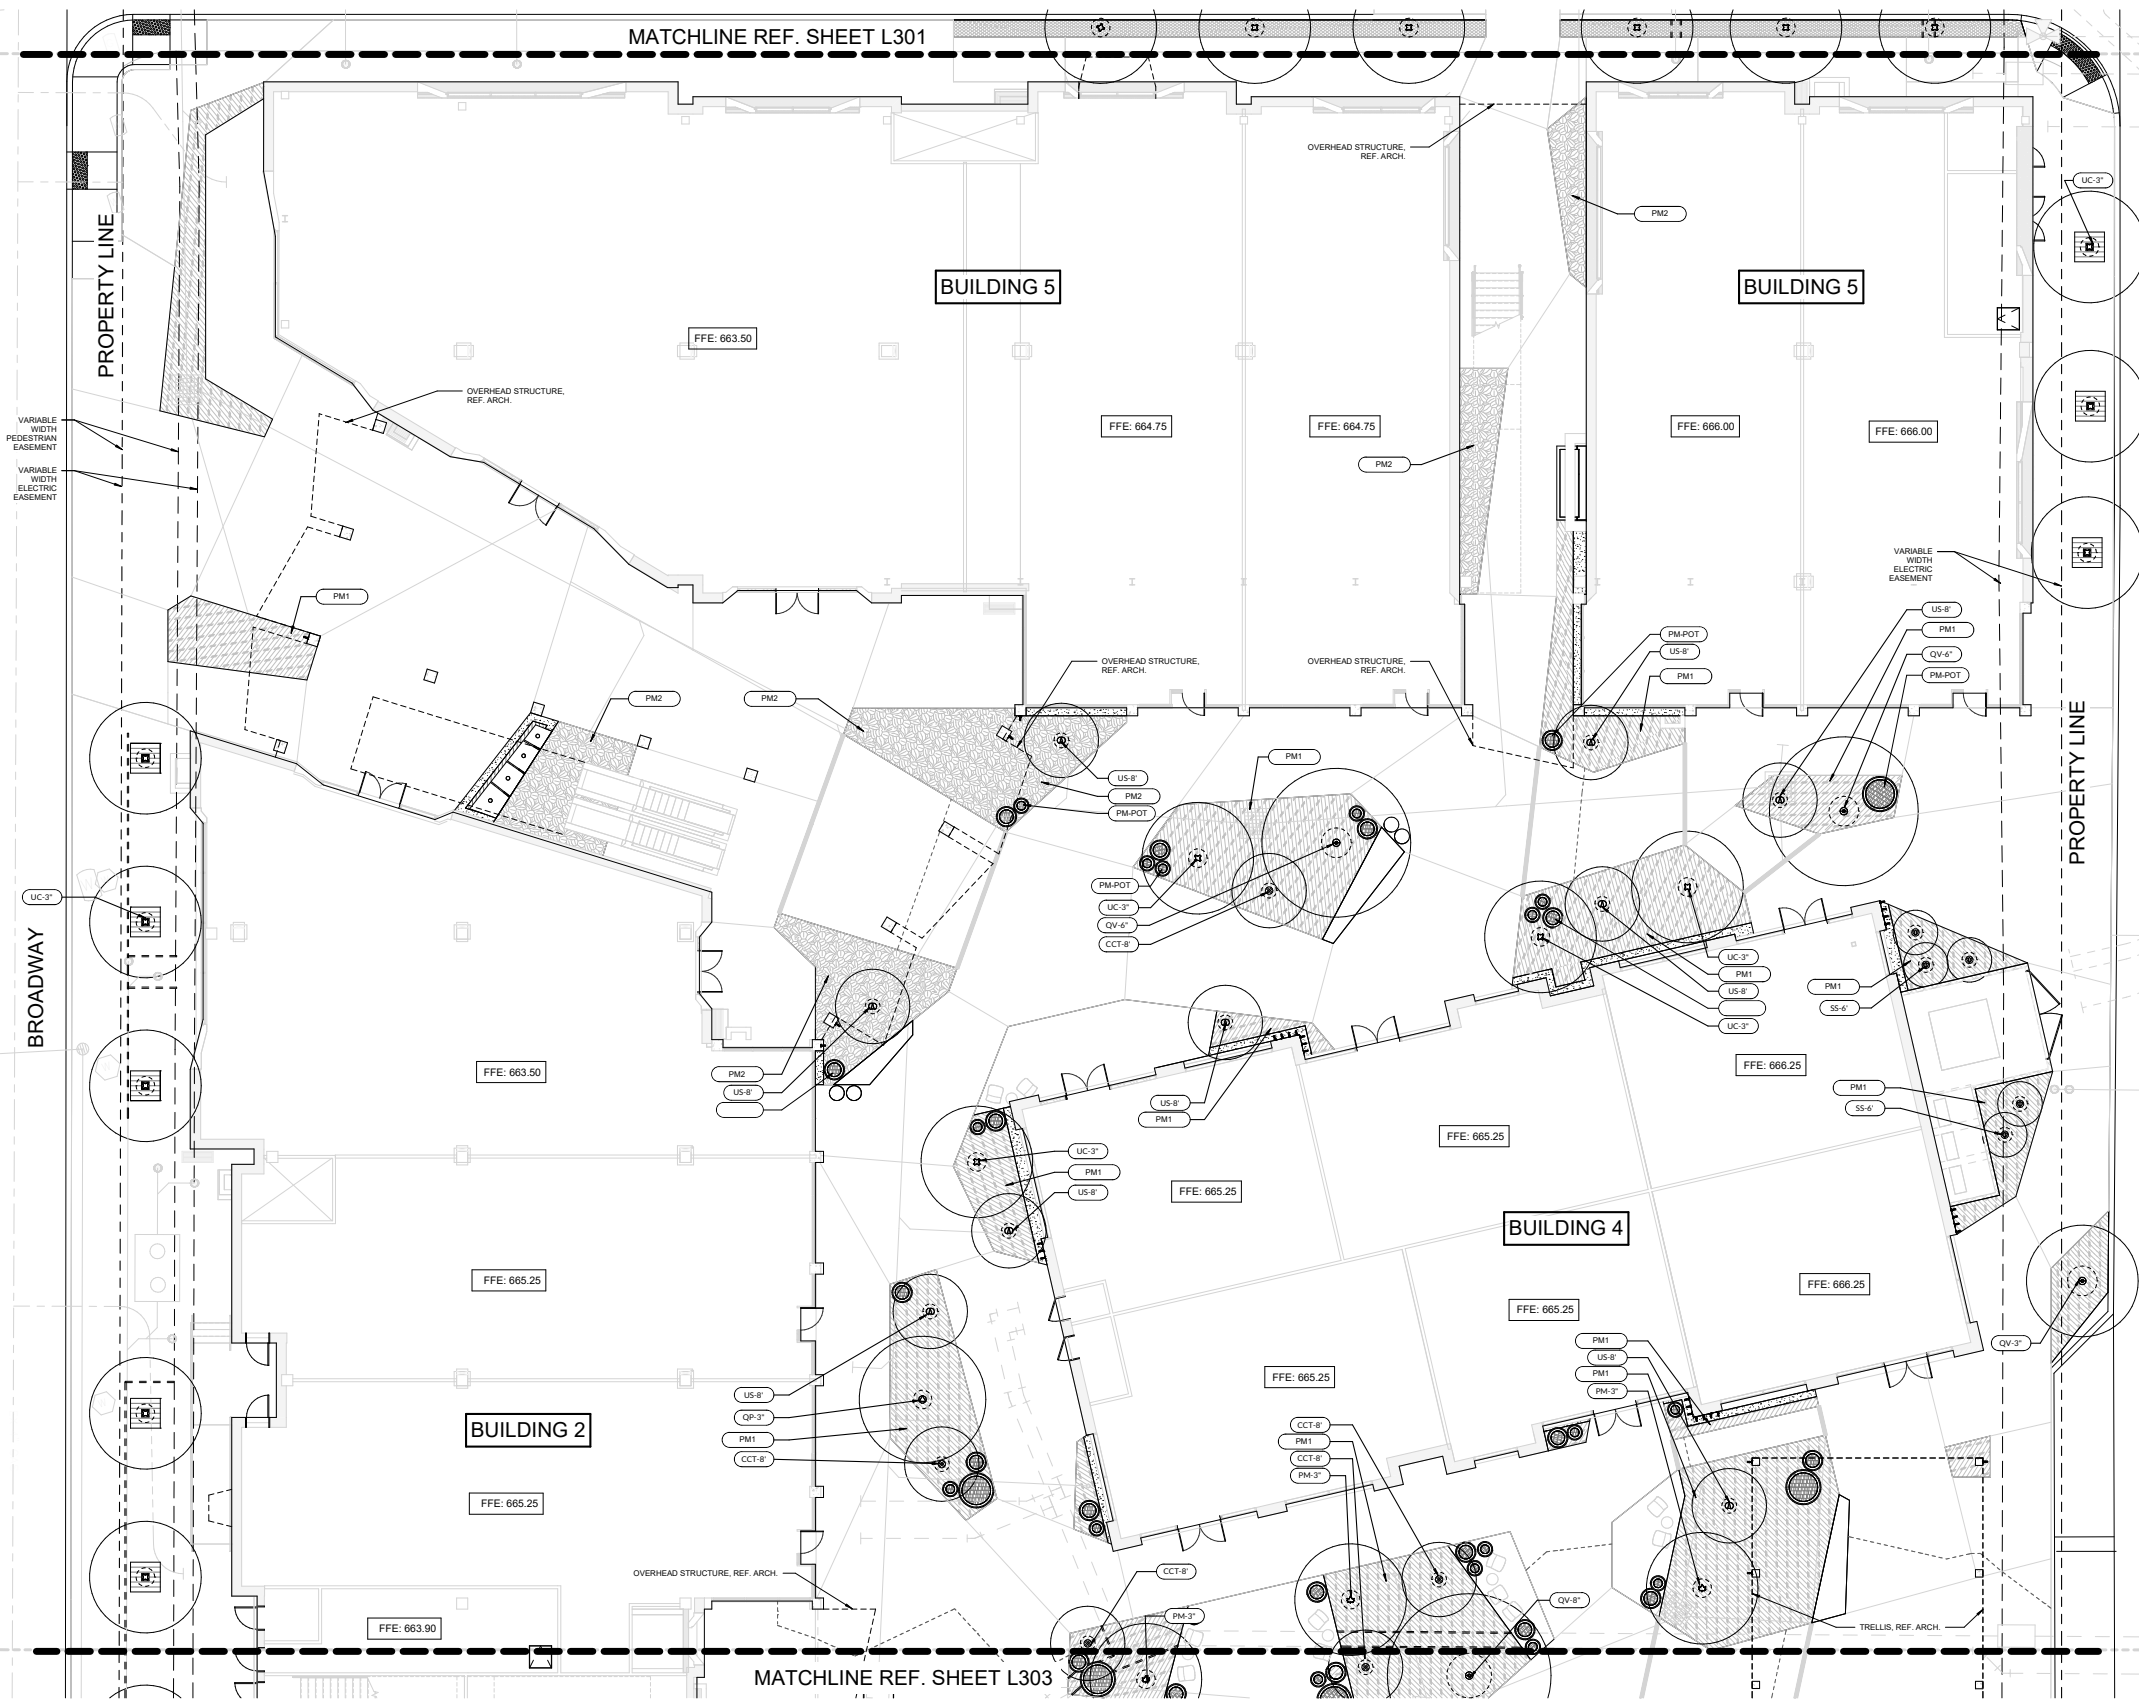 MATCHLINE REF. SHEET L301
OVERHEAD STRUCTURE,
REF. ARCH.
UC-3"
PM2
PROPERTY LINE
BUILDING 5
BUILDING 5
FFE: 663.50
OVERHEAD STRUCTURE,
REF. ARCH.
VARIABLE
WIDTH
PEDESTRIAN
EASEMENT
FFE: 664.75
FFE: 664.75
FFE: 666.00
FFE: 666.00
PM2
VARIABLE
WIDTH
ELECTRIC
EASEMENT
VARIABLE
WIDTH
ELECTRIC
EASEMENT
PM1
US-8'
PM1
QV-6"
PM-POT
PM-POT
US-8'
PM1
OVERHEAD STRUCTURE,
REF. ARCH.
OVERHEAD STRUCTURE,
REF. ARCH.
PM2
PM2
PROPERTY LINE
PM1
US-8'
PM2
PM-POT
PM-POT
UC-3"
QV-6"
CCT-8'
UC-3"
BROADWAY
UC-3"
PM1
US-8'
UC-3"
PM1
SS-6'
FFE: 663.50
PM2
US-8'
US-8'
PM1
FFE: 666.25
PM1
SS-6'
FFE: 665.25
UC-3"
PM1
US-8'
FFE: 665.25
BUILDING 4
FFE: 665.25
FFE: 665.25
FFE: 666.25
QV-3"
PM1
US-8'
PM1
PM-3"
FFE: 665.25
US-8'
QP-3"
PM1
CCT-8'
BUILDING 2
CCT-8'
PM1
CCT-8'
PM-3"
FFE: 665.25
OVERHEAD STRUCTURE, REF. ARCH.
CCT-8'
QV-8"
PM-3"
FFE: 663.90
TRELLIS, REF. ARCH.
MATCHLINE REF. SHEET L303